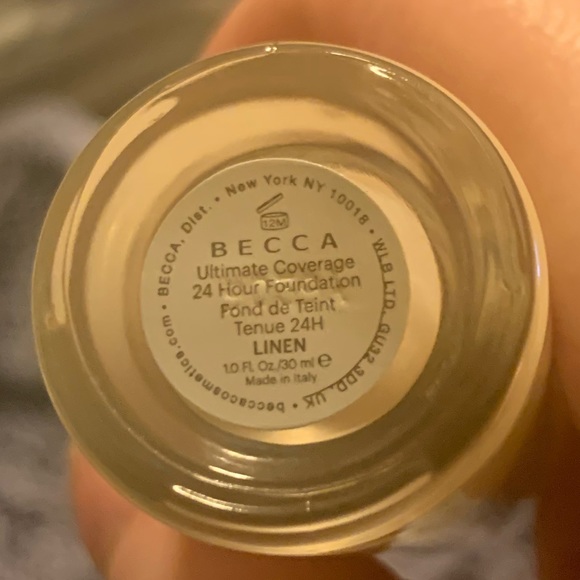 BECCA, Dist. • New York NY 10018 • WLB LTD, GU32 3DD, UK • beccacosmetics.com •
12M
BECCA
Ultimate Coverage
24 Hour Foundation
Fond de Teint
Tenue 24H
LINEN
1.0 Fl. Oz./30 ml e
Made in Italy